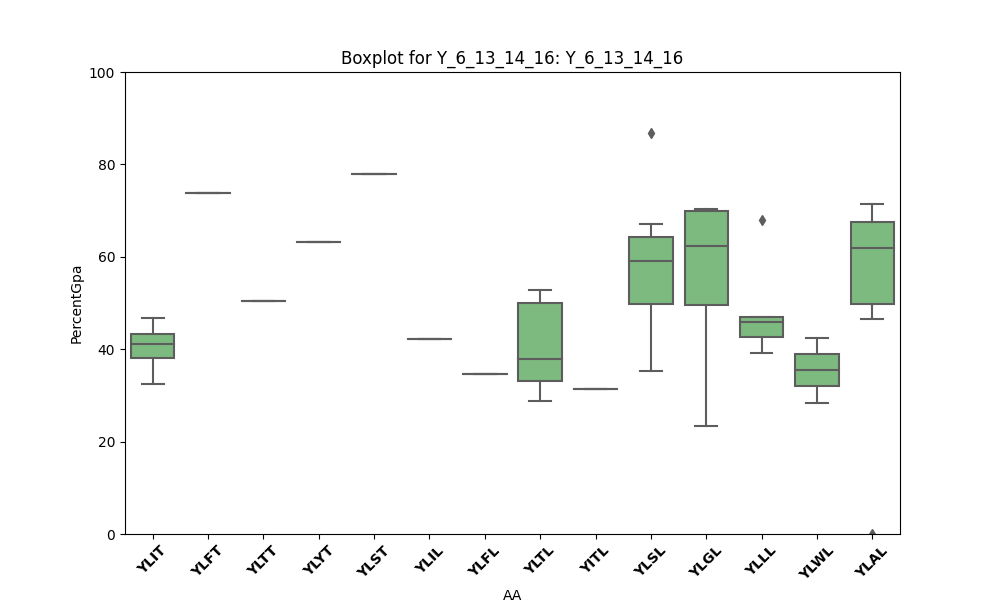 Boxplot for Y_6_13_14_16: Y_6_13_14_16
PercentGpa
100
80
60
40
20
0
YLIT YLFT YLTT YLYT YLST YLIL YLFL YLTL YITL YLSL YLGL YLLL YLWL YLAL
AA